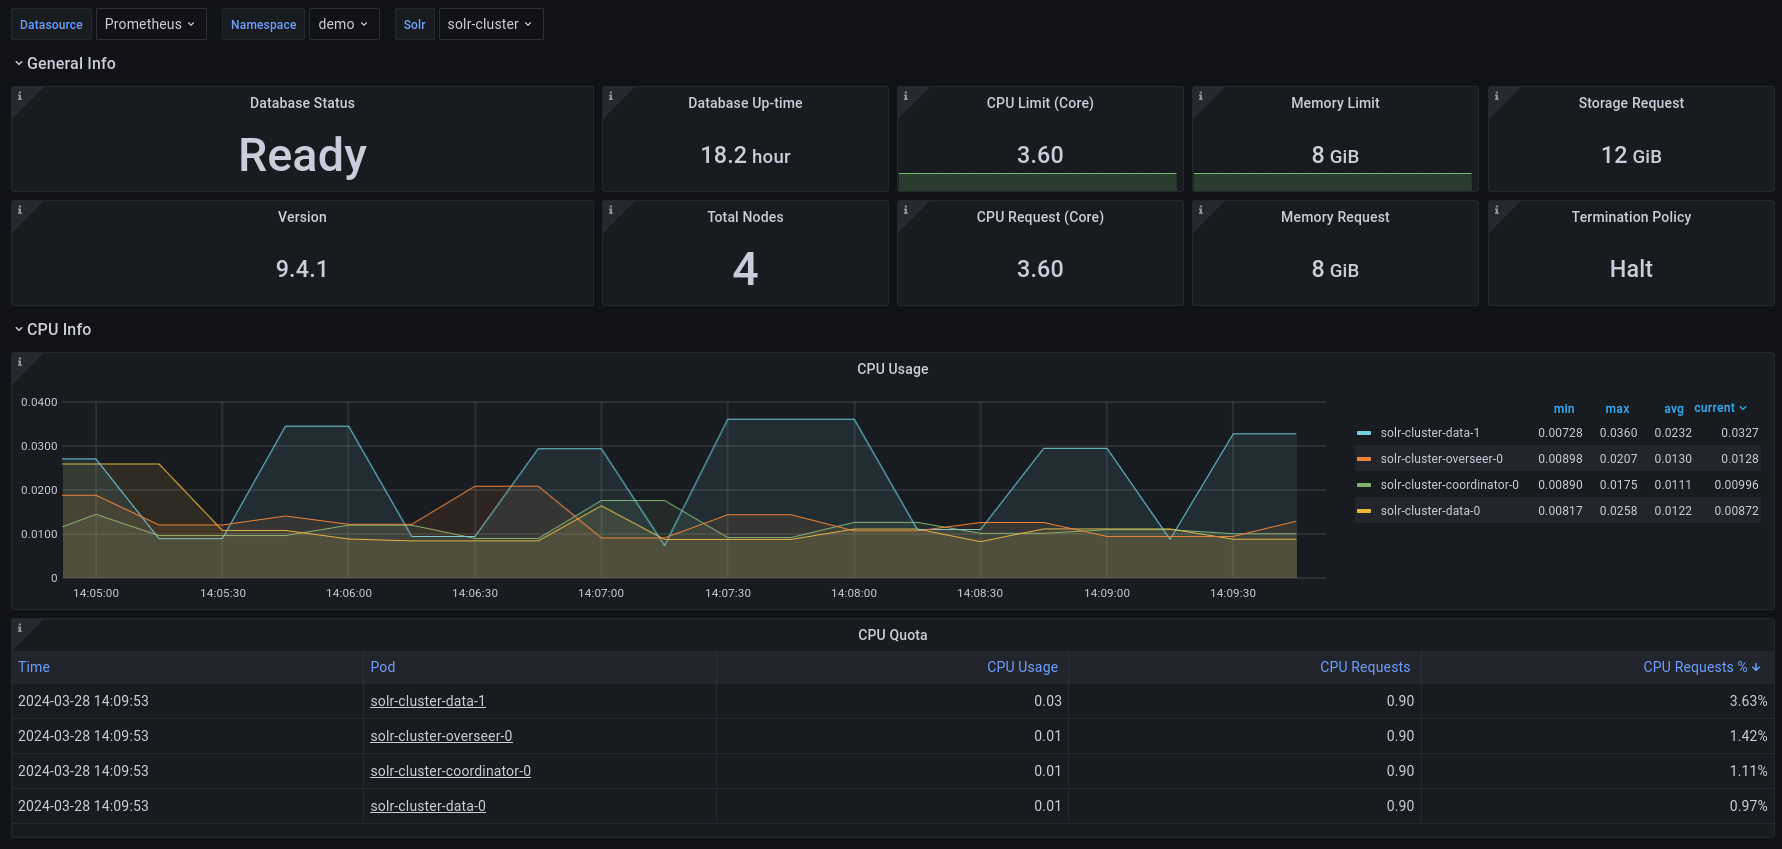 Datasource Prometheus Namespace demo Solr solr-cluster
General Info
Database Status Database Up-time CPU Limit (Core) Memory Limit Storage Request
Ready 18.2 hour 3.60 8 GiB 12 GiB
Version Total Nodes CPU Request (Core) Memory Request Termination Policy
9.4.1 4 3.60 8 GiB Halt
CPU Info
CPU Usage
0.0400
0.0300
0.0200
0.0100
0
14:05:00 14:05:30 14:06:00 14:06:30 14:07:00 14:07:30 14:08:00 14:08:30 14:09:00 14:09:30
min max avg current
solr-cluster-data-1 0.00728 0.0360 0.0232 0.0327
solr-cluster-overseer-0 0.00898 0.0207 0.0130 0.0128
solr-cluster-coordinator-0 0.00890 0.0175 0.0111 0.00996
solr-cluster-data-0 0.00817 0.0258 0.0122 0.00872
CPU Quota
Time Pod CPU Usage CPU Requests CPU Requests %
2024-03-28 14:09:53 solr-cluster-data-1 0.03 0.90 3.63%
2024-03-28 14:09:53 solr-cluster-overseer-0 0.01 0.90 1.42%
2024-03-28 14:09:53 solr-cluster-coordinator-0 0.01 0.90 1.11%
2024-03-28 14:09:53 solr-cluster-data-0 0.01 0.90 0.97%